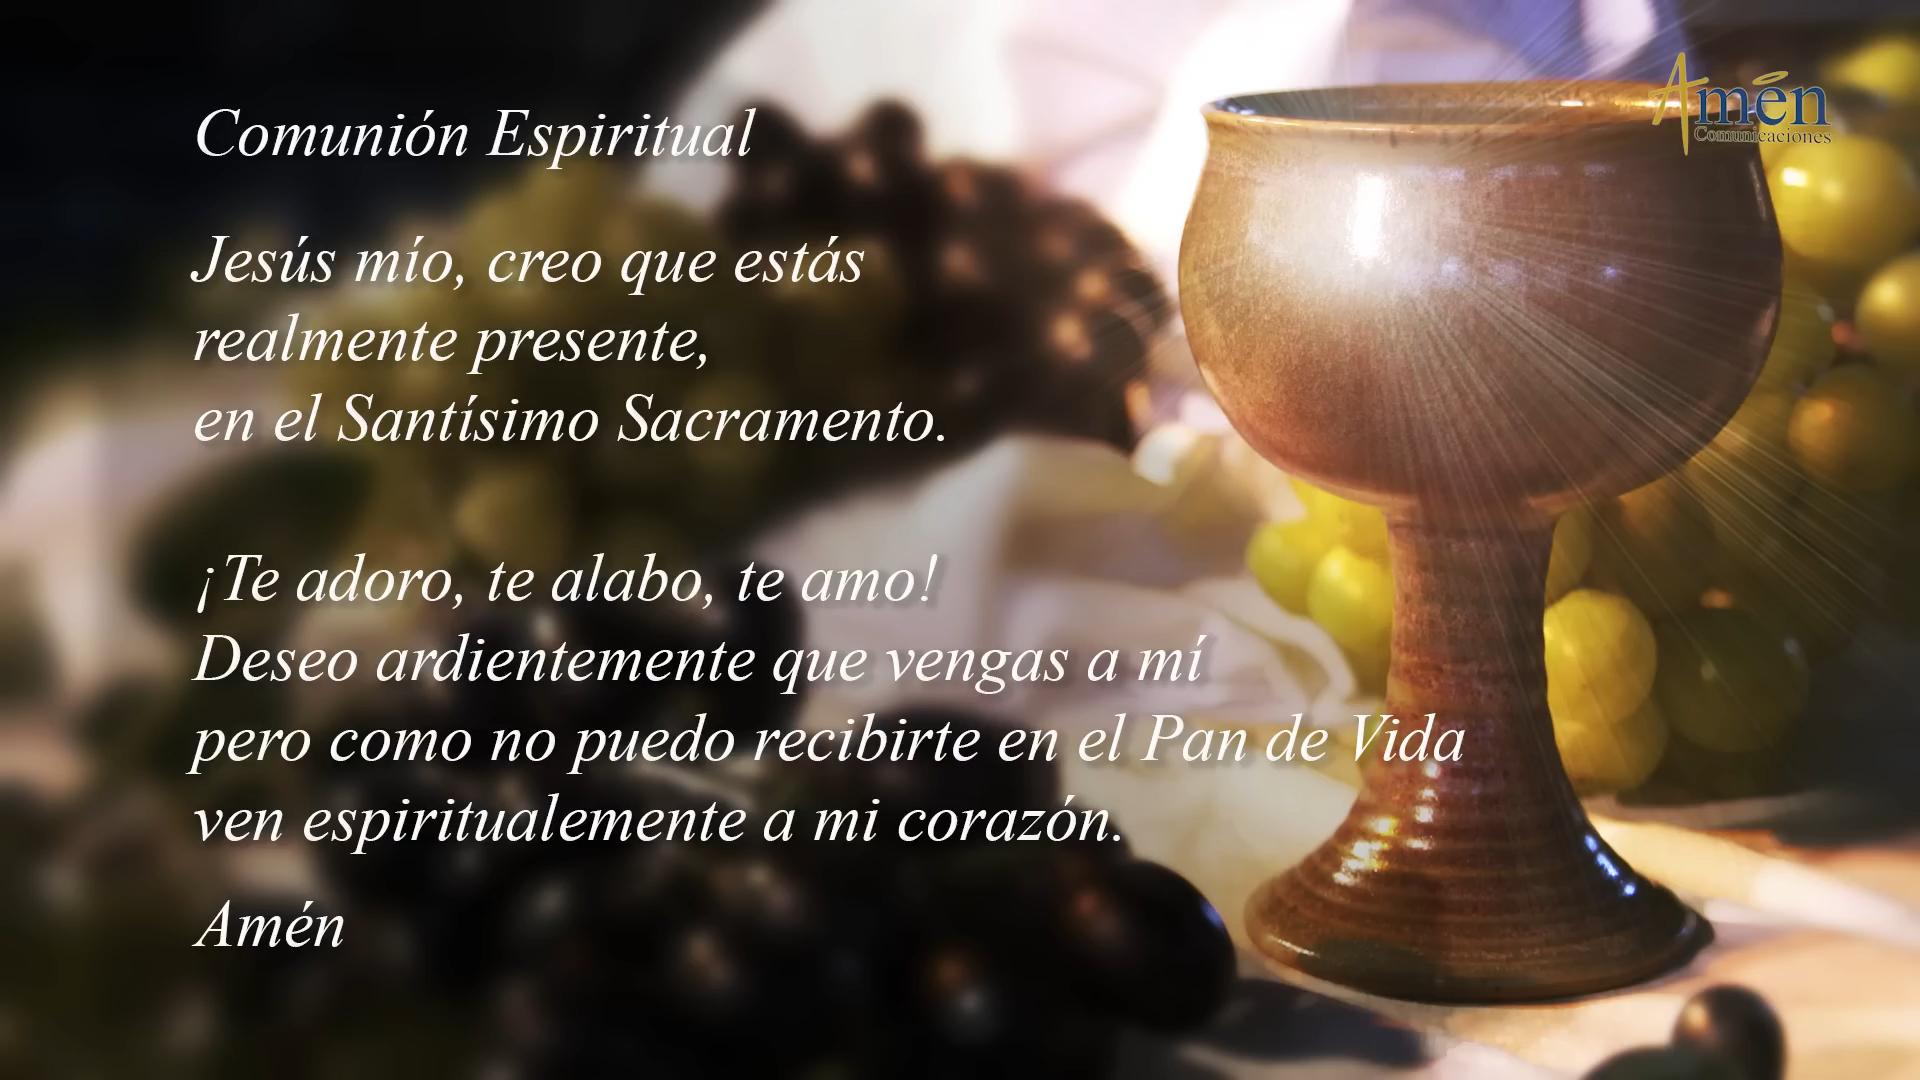 Amén
Comunicaciones
Comunión Espiritual
Jesús mío, creo que estás
realmente presente,
en el Santísimo Sacramento.
¡Te adoro, te alabo, te amo!
Deseo ardientemente que vengas a mí
pero como no puedo recibirte en el Pan de Vida
ven espiritualemente a mi corazón.
Amén